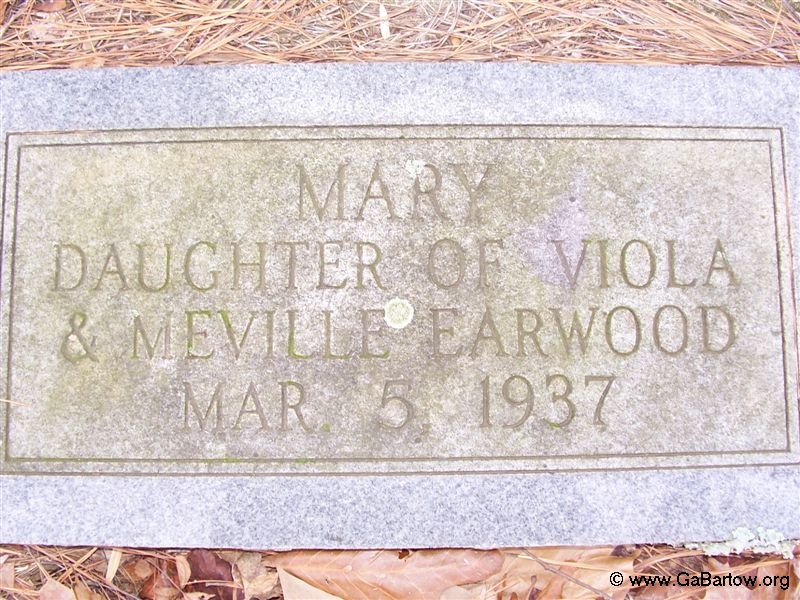 MARY
DAUGHTER OF VIOLA
& MEVILLE EARWOOD
MAR. 5, 1937
© www.GaBartow.org